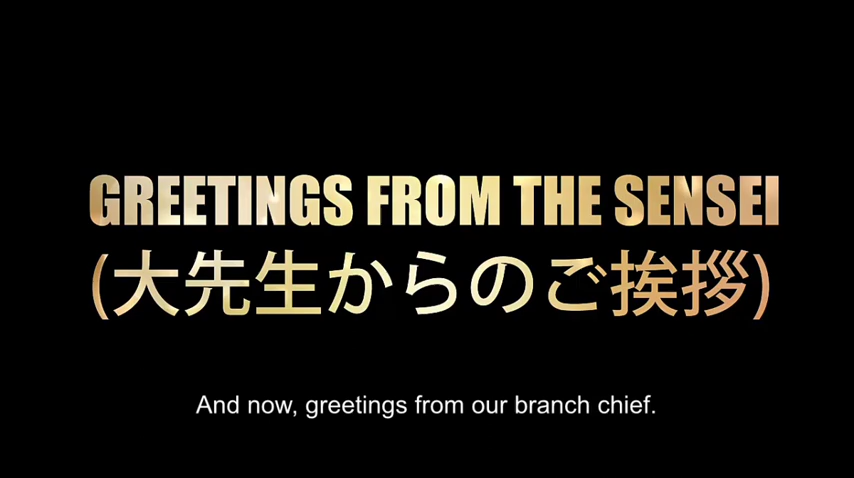 GREETINGS FROM THE SENSEI
(大先生からのご挨拶)
And now, greetings from our branch chief.